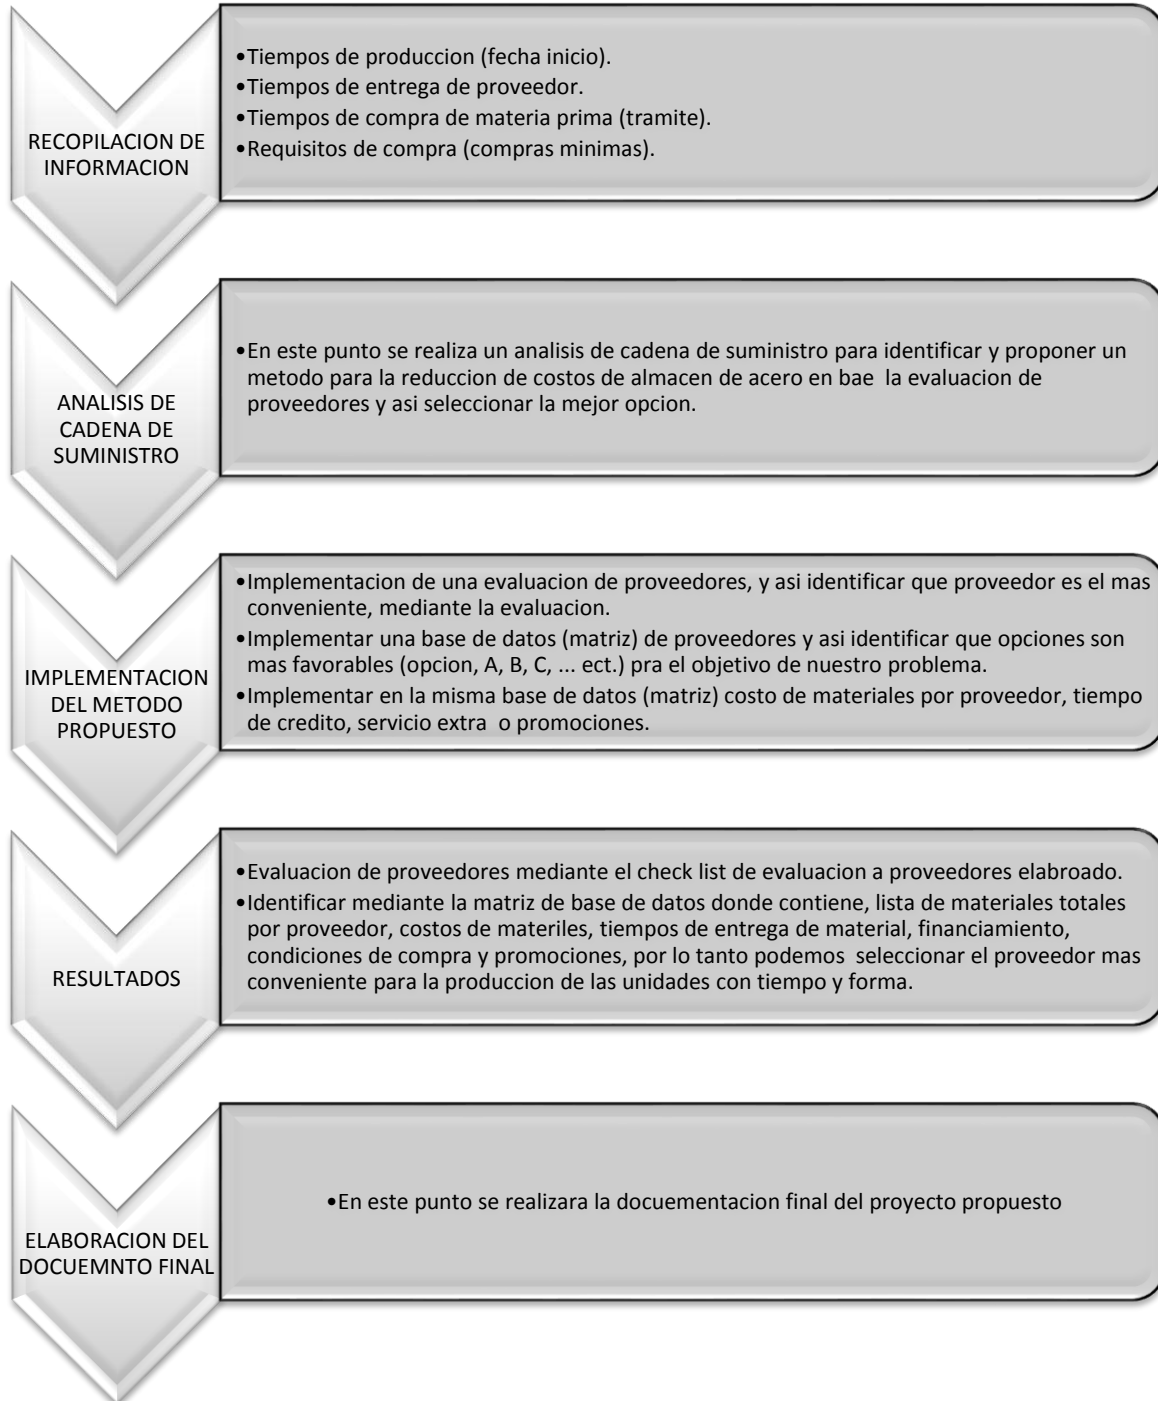 RECOPILACION DE
INFORMACION
•Tiempos de produccion (fecha inicio).
•Tiempos de entrega de proveedor.
•Tiempos de compra de materia prima (tramite).
•Requisitos de compra (compras minimas).
ANALISIS DE
CADENA DE
SUMINISTRO
•En este punto se realiza un analisis de cadena de suministro para identificar y proponer un
metodo para la reduccion de costos de almacen de acero en bae  la evaluacion de
proveedores y asi seleccionar la mejor opcion.
IMPLEMENTACION
DEL METODO
PROPUESTO
•Implementacion de una evaluacion de proveedores, y asi identificar que proveedor es el mas
conveniente, mediante la evaluacion.
•Implementar una base de datos (matriz) de proveedores y asi identificar que opciones son
mas favorables (opcion, A, B, C, ... ect.) pra el objetivo de nuestro problema.
•Implementar en la misma base de datos (matriz) costo de materiales por proveedor, tiempo
de credito, servicio extra  o promociones.
RESULTADOS
•Evaluacion de proveedores mediante el check list de evaluacion a proveedores elabroado.
•Identificar mediante la matriz de base de datos donde contiene, lista de materiales totales
por proveedor, costos de materiles, tiempos de entrega de material, financiamiento,
condiciones de compra y promociones, por lo tanto podemos  seleccionar el proveedor mas
conveniente para la produccion de las unidades con tiempo y forma.
ELABORACION DEL
DOCUEMNTO FINAL
•En este punto se realizara la docuementacion final del proyecto propuesto